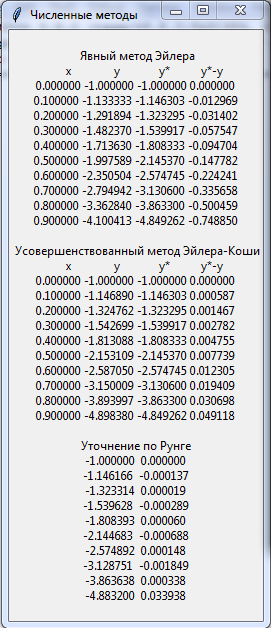 Численные методы
Явный метод Эйлера
x y y* y*-y
0.000000 -1.000000 -1.000000 0.000000
0.100000 -1.133333 -1.146303 -0.012969
0.200000 -1.291894 -1.323295 -0.031402
0.300000 -1.482370 -1.539917 -0.057547
0.400000 -1.713630 -1.808333 -0.094704
0.500000 -1.997589 -2.145370 -0.147782
0.600000 -2.350504 -2.574745 -0.224241
0.700000 -2.794942 -3.130600 -0.335658
0.800000 -3.362840 -3.863300 -0.500459
0.900000 -4.100413 -4.849262 -0.748850
Усовершенствованный метод Эйлера-Коши
x y y* y*-y
0.000000 -1.000000 -1.000000 0.000000
0.100000 -1.146890 -1.146303 0.000587
0.200000 -1.324762 -1.323295 0.001467
0.300000 -1.542699 -1.539917 0.002782
0.400000 -1.813088 -1.808333 0.004755
0.500000 -2.153109 -2.145370 0.007739
0.600000 -2.587050 -2.574745 0.012305
0.700000 -3.150009 -3.130600 0.019409
0.800000 -3.893997 -3.863300 0.030698
0.900000 -4.898380 -4.849262 0.049118
Уточнение по Рунге
-1.000000 0.000000
-1.146166 -0.000137
-1.323314 0.000019
-1.539628 -0.000289
-1.808393 0.000060
-2.144683 -0.000688
-2.574892 0.000148
-3.128751 -0.001849
-3.863638 0.000338
-4.883200 0.033938